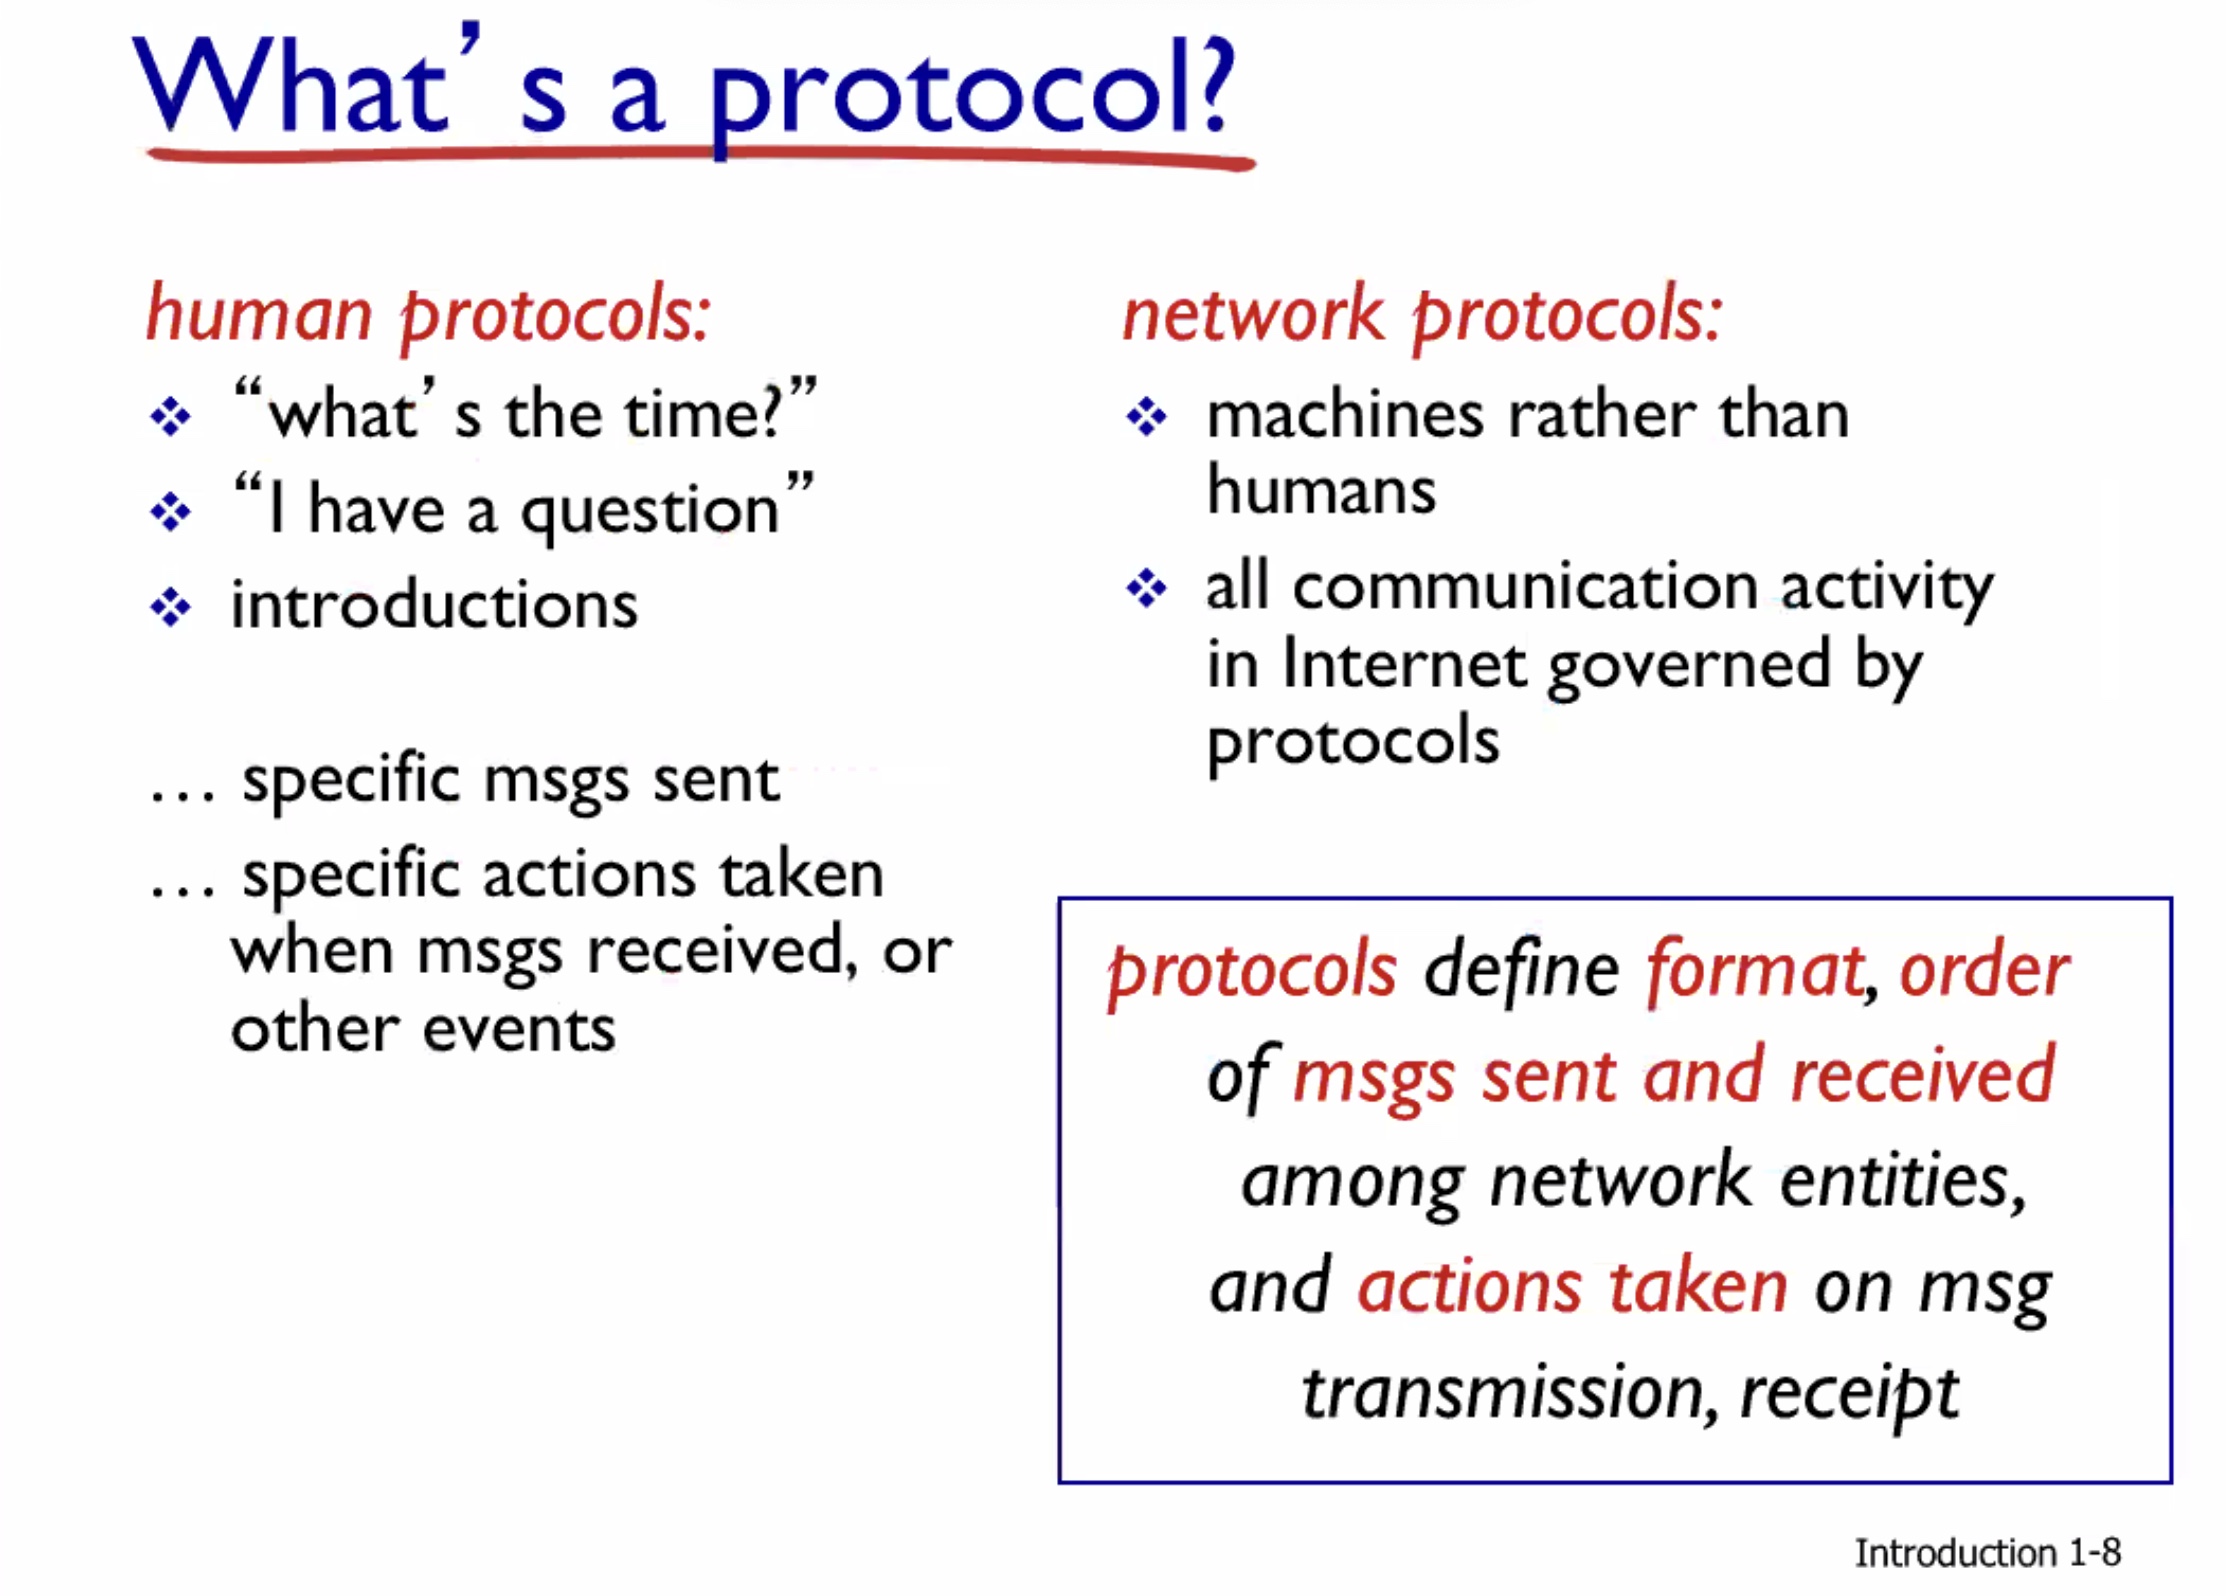 What's a protocol?
human protocols:
❖ “what's the time?”
❖ “I have a question”
❖ introductions
… specific msgs sent
… specific actions taken
when msgs received, or
other events
network protocols:
❖ machines rather than
humans
❖ all communication activity
in Internet governed by
protocols
protocols define format, order
of msgs sent and received
among network entities,
and actions taken on msg
transmission, receipt
Introduction 1-8